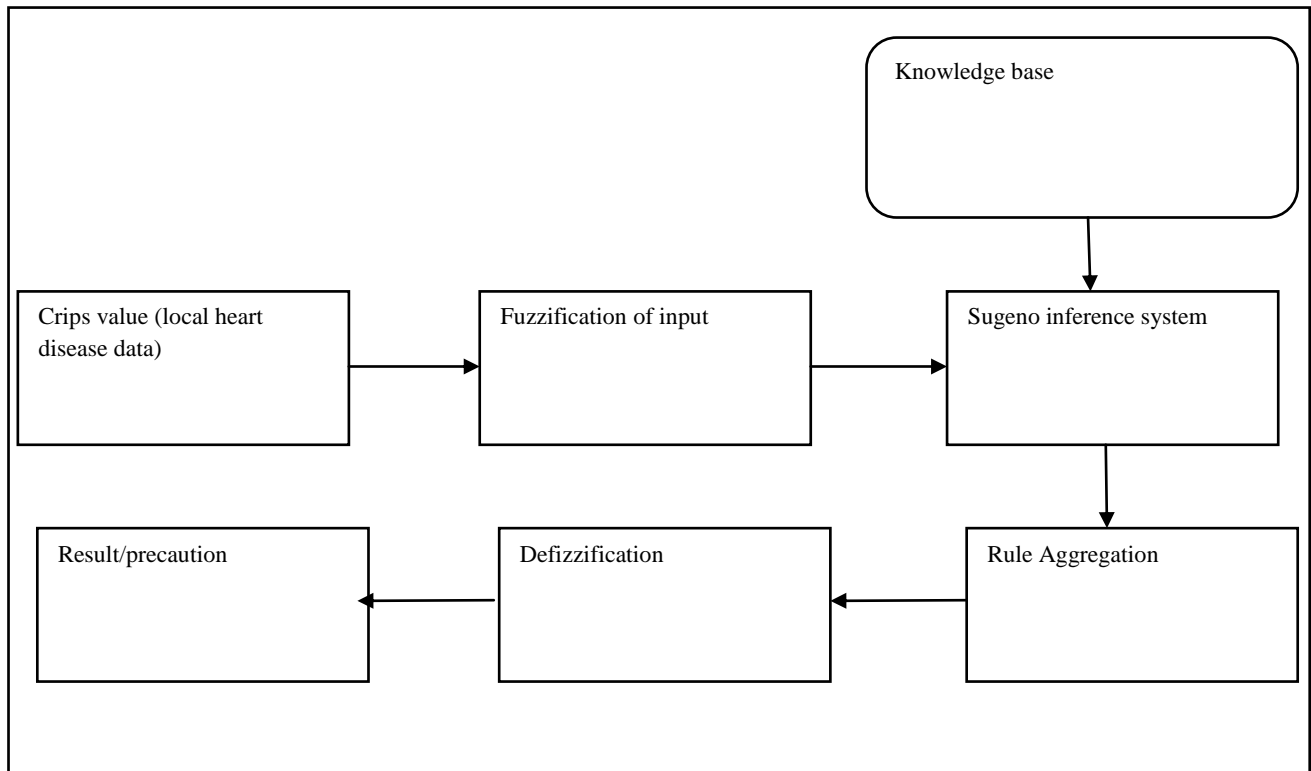 Knowledge base
Crips value (local heart
disease data)
Fuzzification of input
Sugeno inference system
Result/precaution
Defizzification
Rule Aggregation